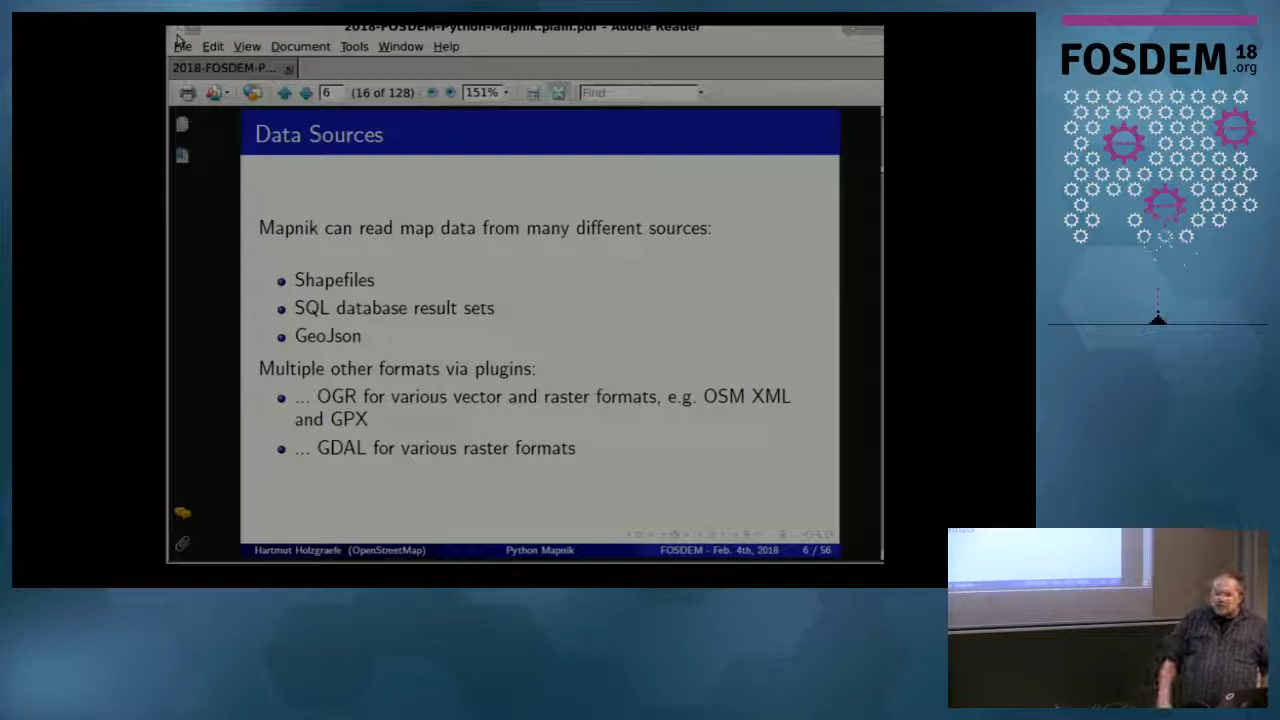 2018-FOSDEM-Python-Mapnik.plain.pdf - Adobe Reader
File Edit View Document Tools Window Help
2018-FOSDEM-P...
6 (16 of 128) 151% Find
Data Sources
Mapnik can read map data from many different sources:
Shapefiles
SQL database result sets
GeoJson
Multiple other formats via plugins:
... OGR for various vector and raster formats, e.g. OSM XML
and GPX
... GDAL for various raster formats
Hartmut Holzgraefe (OpenStreetMap) Python Mapnik FOSDEM - Feb. 4th, 2018 6 / 56
FOSDEM 18
.org